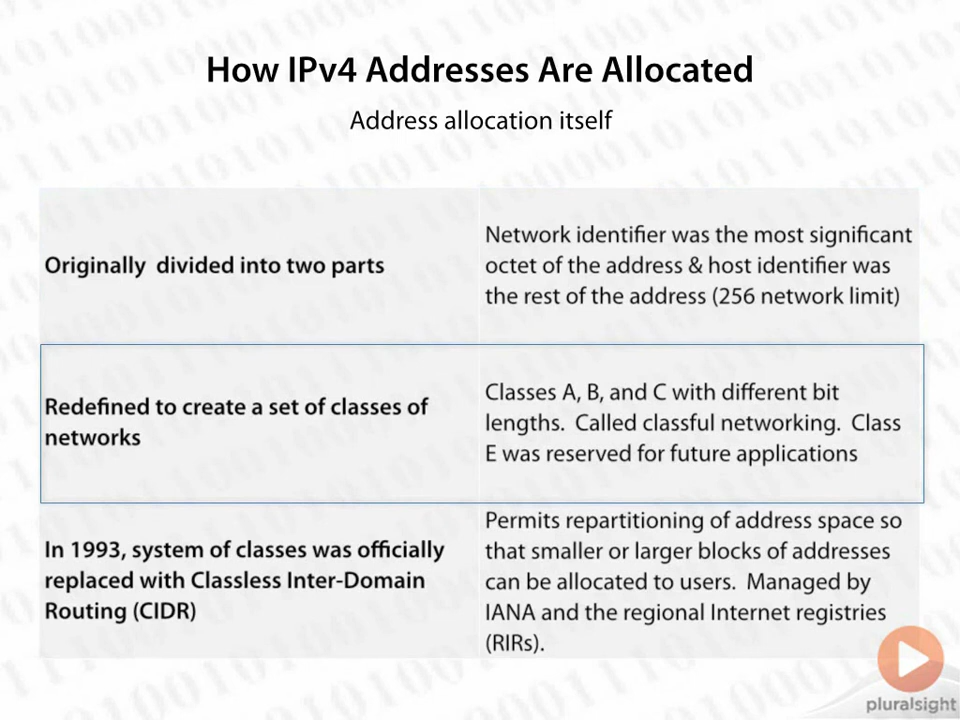 How IPv4 Addresses Are Allocated
Address allocation itself
Originally divided into two parts
Network identifier was the most significant
octet of the address & host identifier was
the rest of the address (256 network limit)
Redefined to create a set of classes of
networks
Classes A, B, and C with different bit
lengths. Called classful networking. Class
E was reserved for future applications
In 1993, system of classes was officially
replaced with Classless Inter-Domain
Routing (CIDR)
Permits repartitioning of address space so
that smaller or larger blocks of addresses
can be allocated to users. Managed by
IANA and the regional Internet registries
(RIRs).
pluralsight